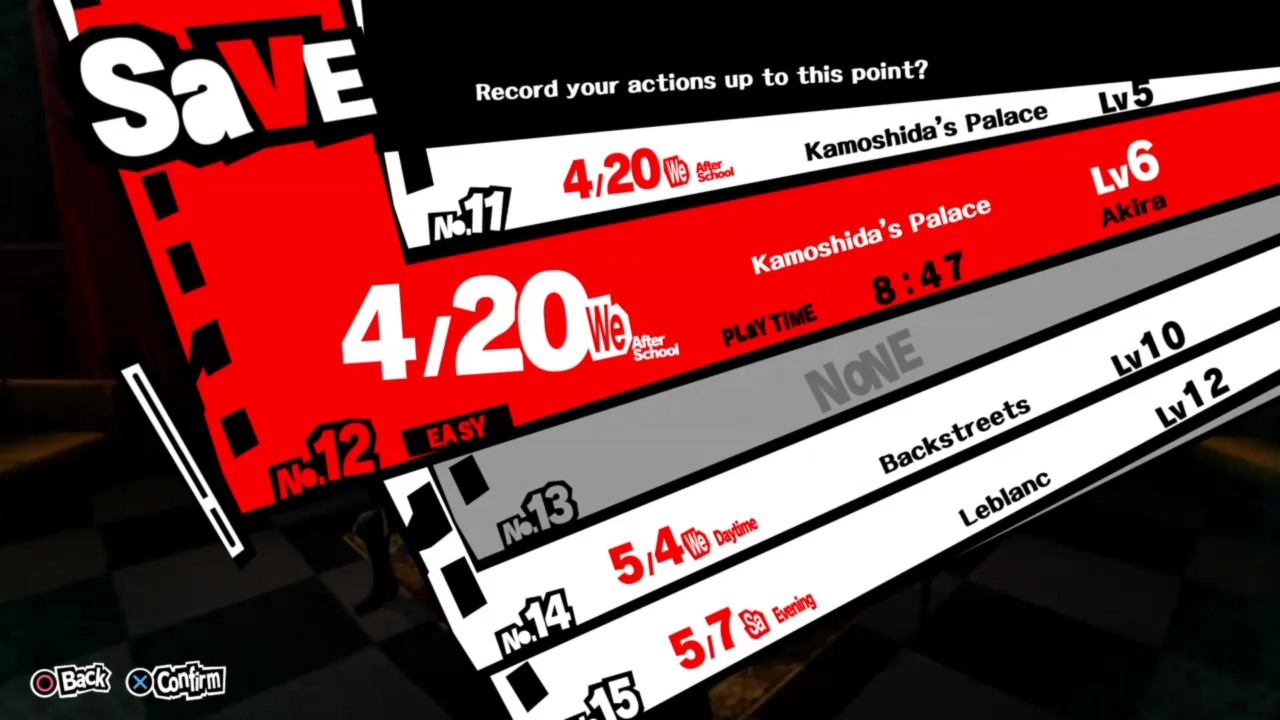 SaVE
Record your actions up to this point?
No.11 4/20 We After School Kamoshida's Palace Lv5
No.12 4/20 We After School Kamoshida's Palace Lv6
EASY PLaY TiME 8:47 Akira
No.13 NoNE
No.14 5/4 We Daytime Backstreets Lv10
No.15 5/7 Sa Evening Leblanc Lv12
Back Confirm